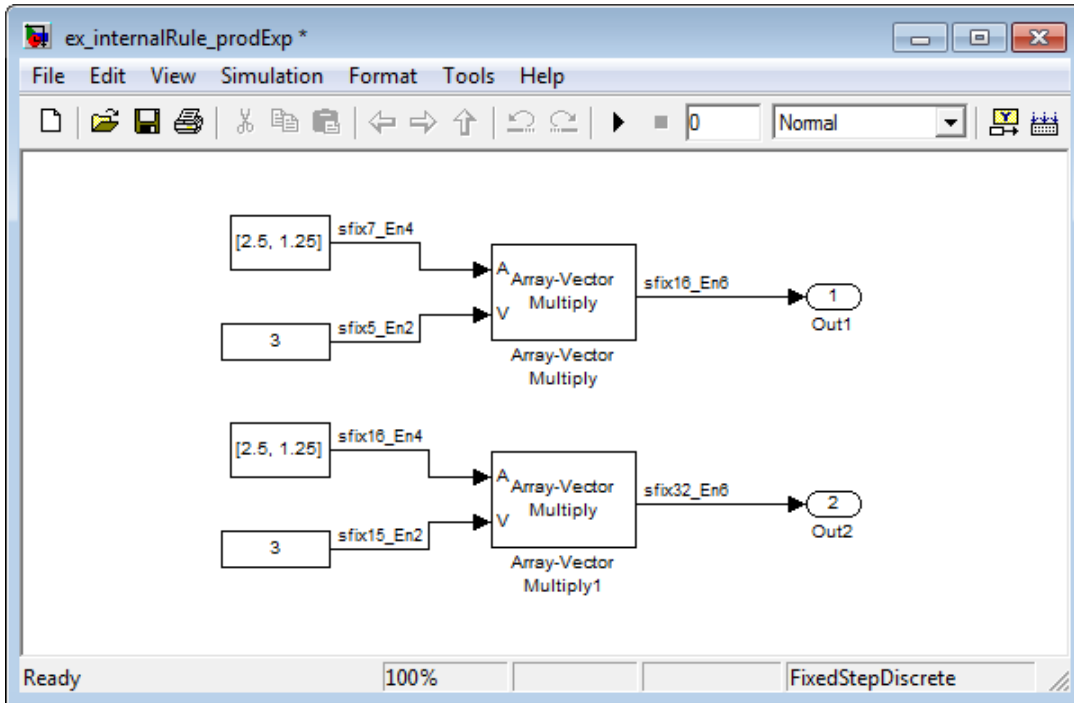 ex_internalRule_prodExp *
File Edit View Simulation Format Tools Help
0 Normal
[2.5, 1.25]
sfix7_En4
3
sfix5_En2
A
V
Array-Vector
Multiply
Array-Vector
Multiply
sfix16_En6
1
Out1
[2.5, 1.25]
sfix16_En4
3
sfix15_En2
A
V
Array-Vector
Multiply
Array-Vector
Multiply1
sfix32_En6
2
Out2
Ready 100% FixedStepDiscrete